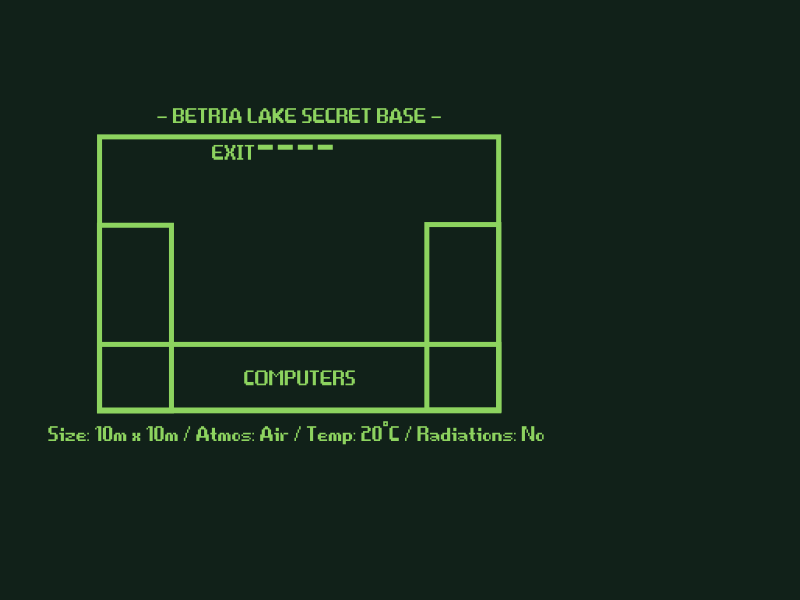 - BETRIA LAKE SECRET BASE -
EXIT
COMPUTERS
Size: 10m x 10m / Atmos: Air / Temp: 20°C / Radiations: No